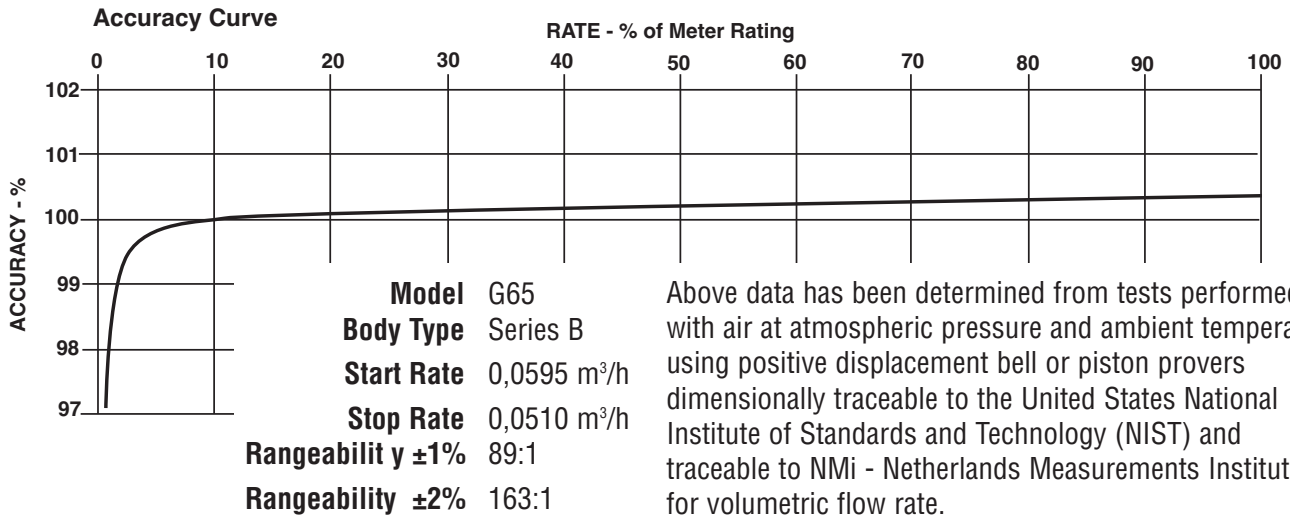 Accuracy Curve
RATE - % of Meter Rating
0 10 20 30 40 50 60 70 80 90 100
102
101
100
99
98
97
ACCURACY - %
Model G65
Body Type Series B
Start Rate 0,0595 m³/h
Stop Rate 0,0510 m³/h
Rangeabilit y ±1% 89:1
Rangeability ±2% 163:1
Above data has been determined from tests performe
with air at atmospheric pressure and ambient tempera
using positive displacement bell or piston provers
dimensionally traceable to the United States National
Institute of Standards and Technology (NIST) and
traceable to NMi - Netherlands Measurements Institut
for volumetric flow rate.